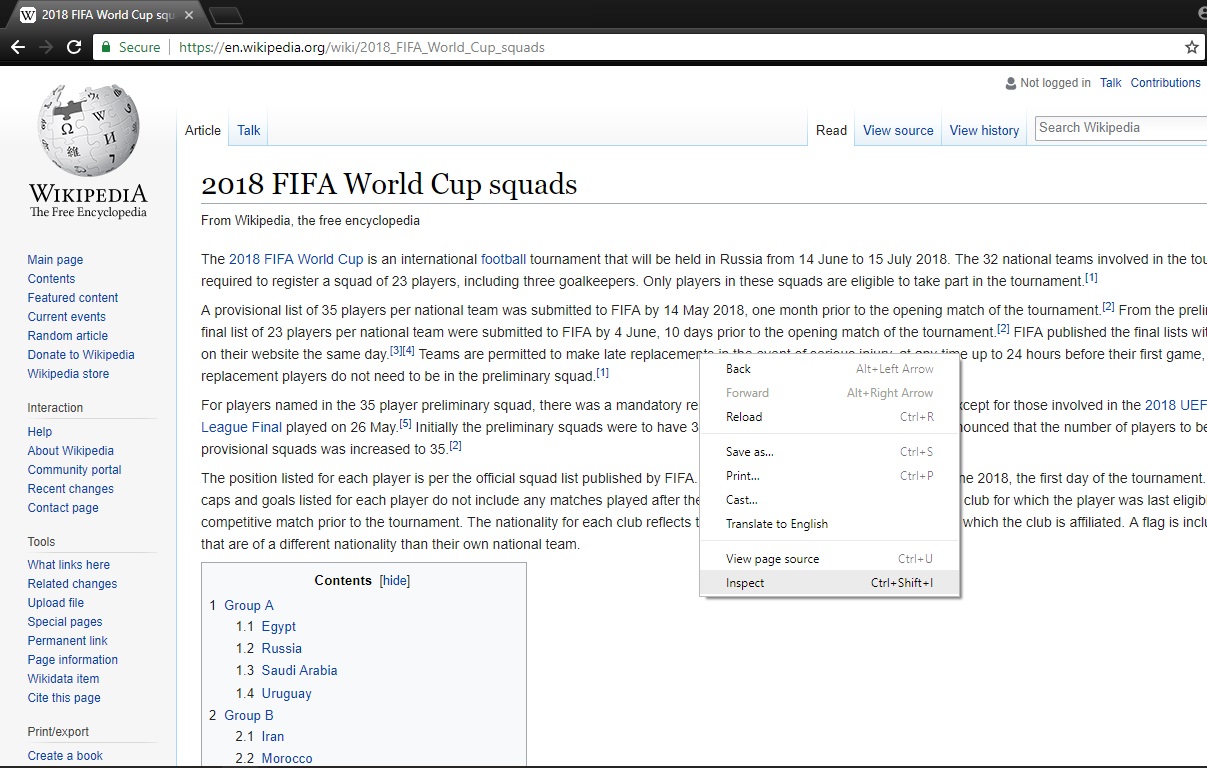 2018 FIFA World Cup squ
Secure
https://en.wikipedia.org/wiki/2018_FIFA_World_Cup_squads
Not logged in Talk Contributions
Article Talk
Read View source View history
Search Wikipedia
WIKIPEDIA
The Free Encyclopedia
Main page
Contents
Featured content
Current events
Random article
Donate to Wikipedia
Wikipedia store
Interaction
Help
About Wikipedia
Community portal
Recent changes
Contact page
Tools
What links here
Related changes
Upload file
Special pages
Permanent link
Page information
Wikidata item
Cite this page
Print/export
Create a book
2018 FIFA World Cup squads
From Wikipedia, the free encyclopedia
The 2018 FIFA World Cup is an international football tournament that will be held in Russia from 14 June to 15 July 2018. The 32 national teams involved in the tou
required to register a squad of 23 players, including three goalkeepers. Only players in these squads are eligible to take part in the tournament.[1]
A provisional list of 35 players per national team was submitted to FIFA by 14 May 2018, one month prior to the opening match of the tournament.[2] From the preli
final list of 23 players per national team were submitted to FIFA by 4 June, 10 days prior to the opening match of the tournament.[2] FIFA published the final lists wi
on their website the same day.[3][4] Teams are permitted to make late replacements in the event of serious injury, at any time up to 24 hours before their first game,
replacement players do not need to be in the preliminary squad.[1]
For players named in the 35 player preliminary squad, there was a mandatory re xcept for those involved in the 2018 UEF
League Final played on 26 May.[5] Initially the preliminary squads were to have 3 nounced that the number of players to be
provisional squads was increased to 35.[2]
The position listed for each player is per the official squad list published by FIFA. ne 2018, the first day of the tournament.
caps and goals listed for each player do not include any matches played after the club for which the player was last eligib
competitive match prior to the tournament. The nationality for each club reflects t which the club is affiliated. A flag is inclu
that are of a different nationality than their own national team.
Back Alt+Left Arrow
Forward Alt+Right Arrow
Reload Ctrl+R
Save as... Ctrl+S
Print... Ctrl+P
Cast...
Translate to English
View page source Ctrl+U
Inspect Ctrl+Shift+I
Contents [hide]
1 Group A
1.1 Egypt
1.2 Russia
1.3 Saudi Arabia
1.4 Uruguay
2 Group B
2.1 Iran
2.2 Morocco